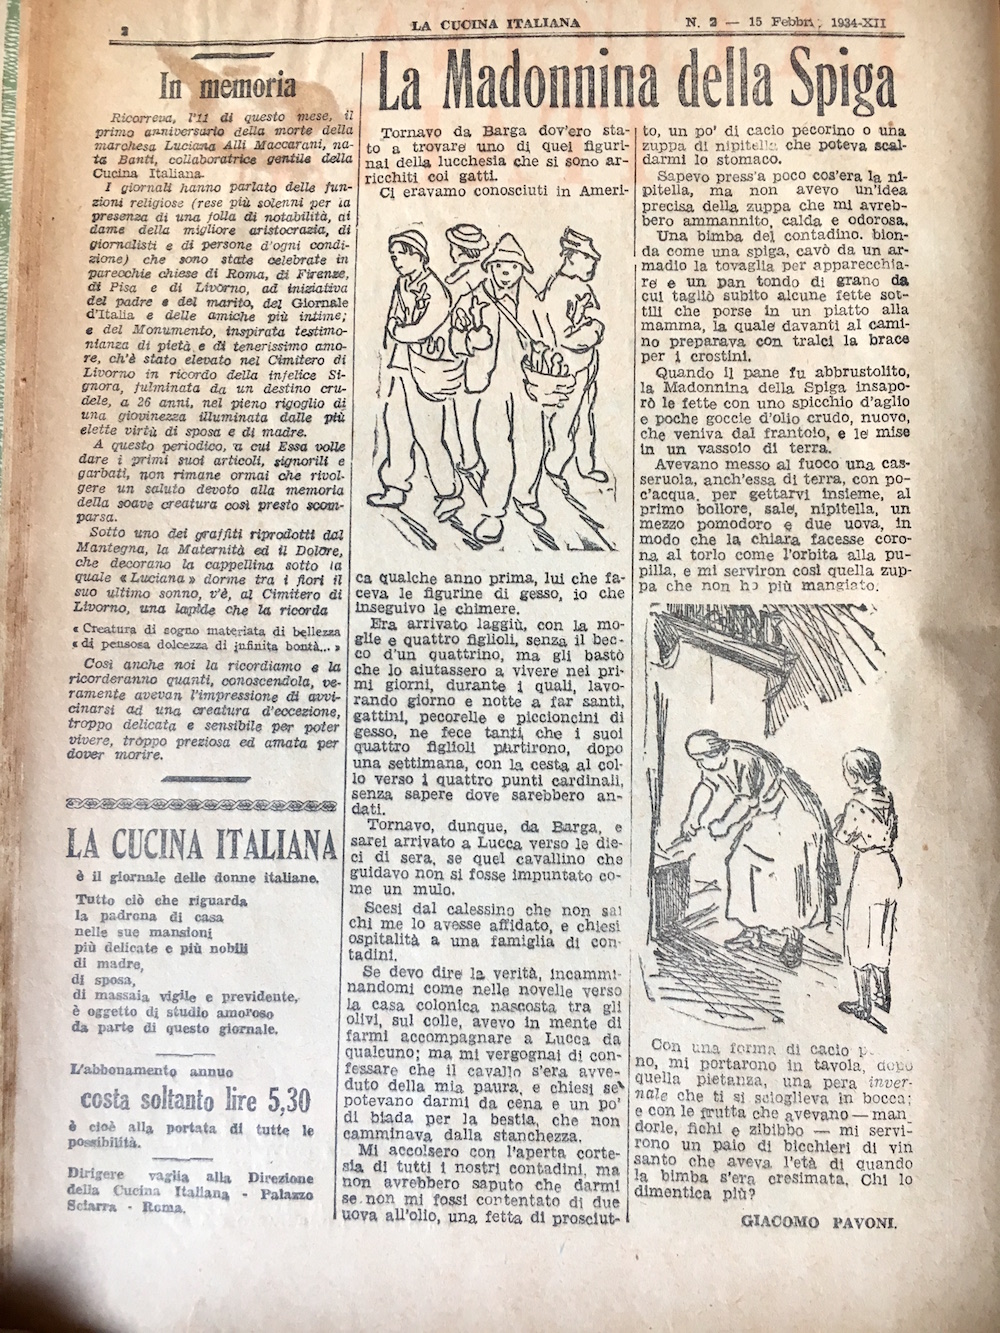 2
LA CUCINA ITALIANA
N. 2 — 15 Febbr. 1934-XII
In memoria
Ricorreva, l'11 di questo mese, il
primo anniversario della morte della
marchesa Luciana Alli Maccarani, na-
ta Banti, collaboratrice gentile della
Cucina Italiana.
I giornali hanno parlato delle fun-
zioni religiose (rese più solenni per la
presenza di una folla di notabilità, di
dame della migliore aristocrazia, di
giornalisti e di persone d'ogni condi-
zione) che sono state celebrate in
parecchie chiese di Roma, di Firenze,
di Pisa e di Livorno, ad iniziativa
del padre e del marito, del Giornale
d'Italia e delle amiche più intime;
e del Monumento, inspirata testimo-
nianza di pietà e di tenerissimo amo-
re, ch'è stato elevato nel Cimitero di
Livorno in ricordo della infelice Si-
gnora, fulminata da un destino cru-
dele, a 26 anni, nel pieno rigoglio di
una giovinezza illuminata dalle più
elette virtù di sposa e di madre.
A questo periodico, a cui Essa volle
dare i primi suoi articoli, signorili e
garbati, non rimane ormai che rivol-
gere un saluto devoto alla memoria
della soave creatura così presto scom-
parsa.
Sotto uno dei graffiti riprodotti dal
Mantegna, la Maternità ed il Dolore,
che decorano la cappellina sotto la
quale «Luciana» dorme tra i fiori il
suo ultimo sonno, v'è, al Cimitero di
Livorno, una lapide che la ricorda
«Creatura di sogno materiata di bellezza
«di pensosa dolcezza di infinita bontà...»
Così anche noi la ricordiamo e la
ricorderanno quanti, conoscendola, ve-
ramente avevan l'impressione di avvi-
cinarsi ad una creatura d'eccezione,
troppo delicata e sensibile per poter
vivere, troppo preziosa ed amata per
dover morire.
LA CUCINA ITALIANA
è il giornale delle donne italiane.
Tutto ciò che riguarda
la padrona di casa
nelle sue mansioni
più delicate e più nobili
di madre,
di sposa,
di massaia vigile e previdente,
è oggetto di studio amoroso
da parte di questo giornale.
L'abbonamento annuo
costa soltanto lire 5,30
è cioè alla portata di tutte le
possibilità.
Dirigere vaglia alla Direzione
della Cucina Italiana - Palazzo
Sciarra - Roma.
La Madonnina della Spiga
Tornavo da Barga dov'ero sta-
to a trovare uno di quei figuri-
nai della lucchesia che si sono ar-
ricchiti coi gatti.
Ci eravamo conosciuti in Ameri-
ca qualche anno prima, lui che fa-
ceva le figurine di gesso, io che
inseguivo le chimere.
Era arrivato laggiù, con la mo-
glie e quattro figlioli, senza il bec-
co d'un quattrino, ma gli bastò
che lo aiutassero a vivere nei pri-
mi giorni, durante i quali, lavo-
rando giorno e notte a far santi,
gattini, pecorelle e piccioncini di
gesso, ne fece tanti che i suoi
quattro figlioli partirono, dopo
una settimana, con la cesta al col-
lo verso i quattro punti cardinali,
senza sapere dove sarebbero an-
dati.
Tornavo, dunque, da Barga, e
sarei arrivato a Lucca verso le die-
ci di sera, se quel cavallino che
guidavo non si fosse impuntato co-
me un mulo.
Scesi dal calessino che non sai
chi me lo avesse affidato, e chiesi
ospitalità a una famiglia di con-
tadini.
Se devo dire la verità, incammi-
nandomi come nelle novelle verso
la casa colonica nascosta tra gli
olivi, sul colle, avevo in mente di
farmi accompagnare a Lucca da
qualcuno; ma mi vergognai di con-
fessare che il cavallo s'era avve-
duto della mia paura, e chiesi se
potevano darmi da cena e un po'
di biada per la bestia, che non
camminava dalla stanchezza.
Mi accolsero con l'aperta corte-
sia di tutti i nostri contadini, ma
non avrebbero saputo che darmi
se non mi fossi contentato di due
uova all'olio, una fetta di prosciut-
to, un po' di cacio pecorino o una
zuppa di nipitella che poteva scal-
darmi lo stomaco.
Sapevo press'a poco cos'era la ni-
pitella, ma non avevo un'idea
precisa della zuppa che mi avreb-
bero ammannito, calda e odorosa.
Una bimba del contadino, bion-
da come una spiga, cavò da un ar-
madio la tovaglia per apparecchia-
re e un pan tondo di grano da
cui tagliò subito alcune fette sot-
tili che porse in un piatto alla
mamma, la quale davanti al cami-
no preparava con tralci la brace
per i crostini.
Quando il pane fu abbrustolito,
la Madonnina della Spiga insapo-
rò le fette con uno spicchio d'aglio
e poche goccie d'olio crudo, nuovo,
che veniva dal frantoio, e le mise
in un vassoio di terra.
Avevano messo al fuoco una cas-
seruola, anch'essa di terra, con po-
c'acqua, per gettarvi insieme, al
primo bollore, sale, nipitella, un
mezzo pomodoro e due uova, in
modo che la chiara facesse coro-
na al torlo come l'orbita alla pu-
pilla, e mi serviron così quella zup-
pa che non ho più mangiato.
Con una forma di cacio
no, mi portarono in tavola, dopo
quella pietanza, una pera inver-
nale che ti si scioglieva in bocca;
e con le frutta che avevano — man
dorle, fichi e zibibbo — mi servi-
rono un paio di bicchieri di vin
santo che aveva l'età di quando
la bimba s'era cresimata. Chi lo
dimentica più?
GIACOMO PAVONI.